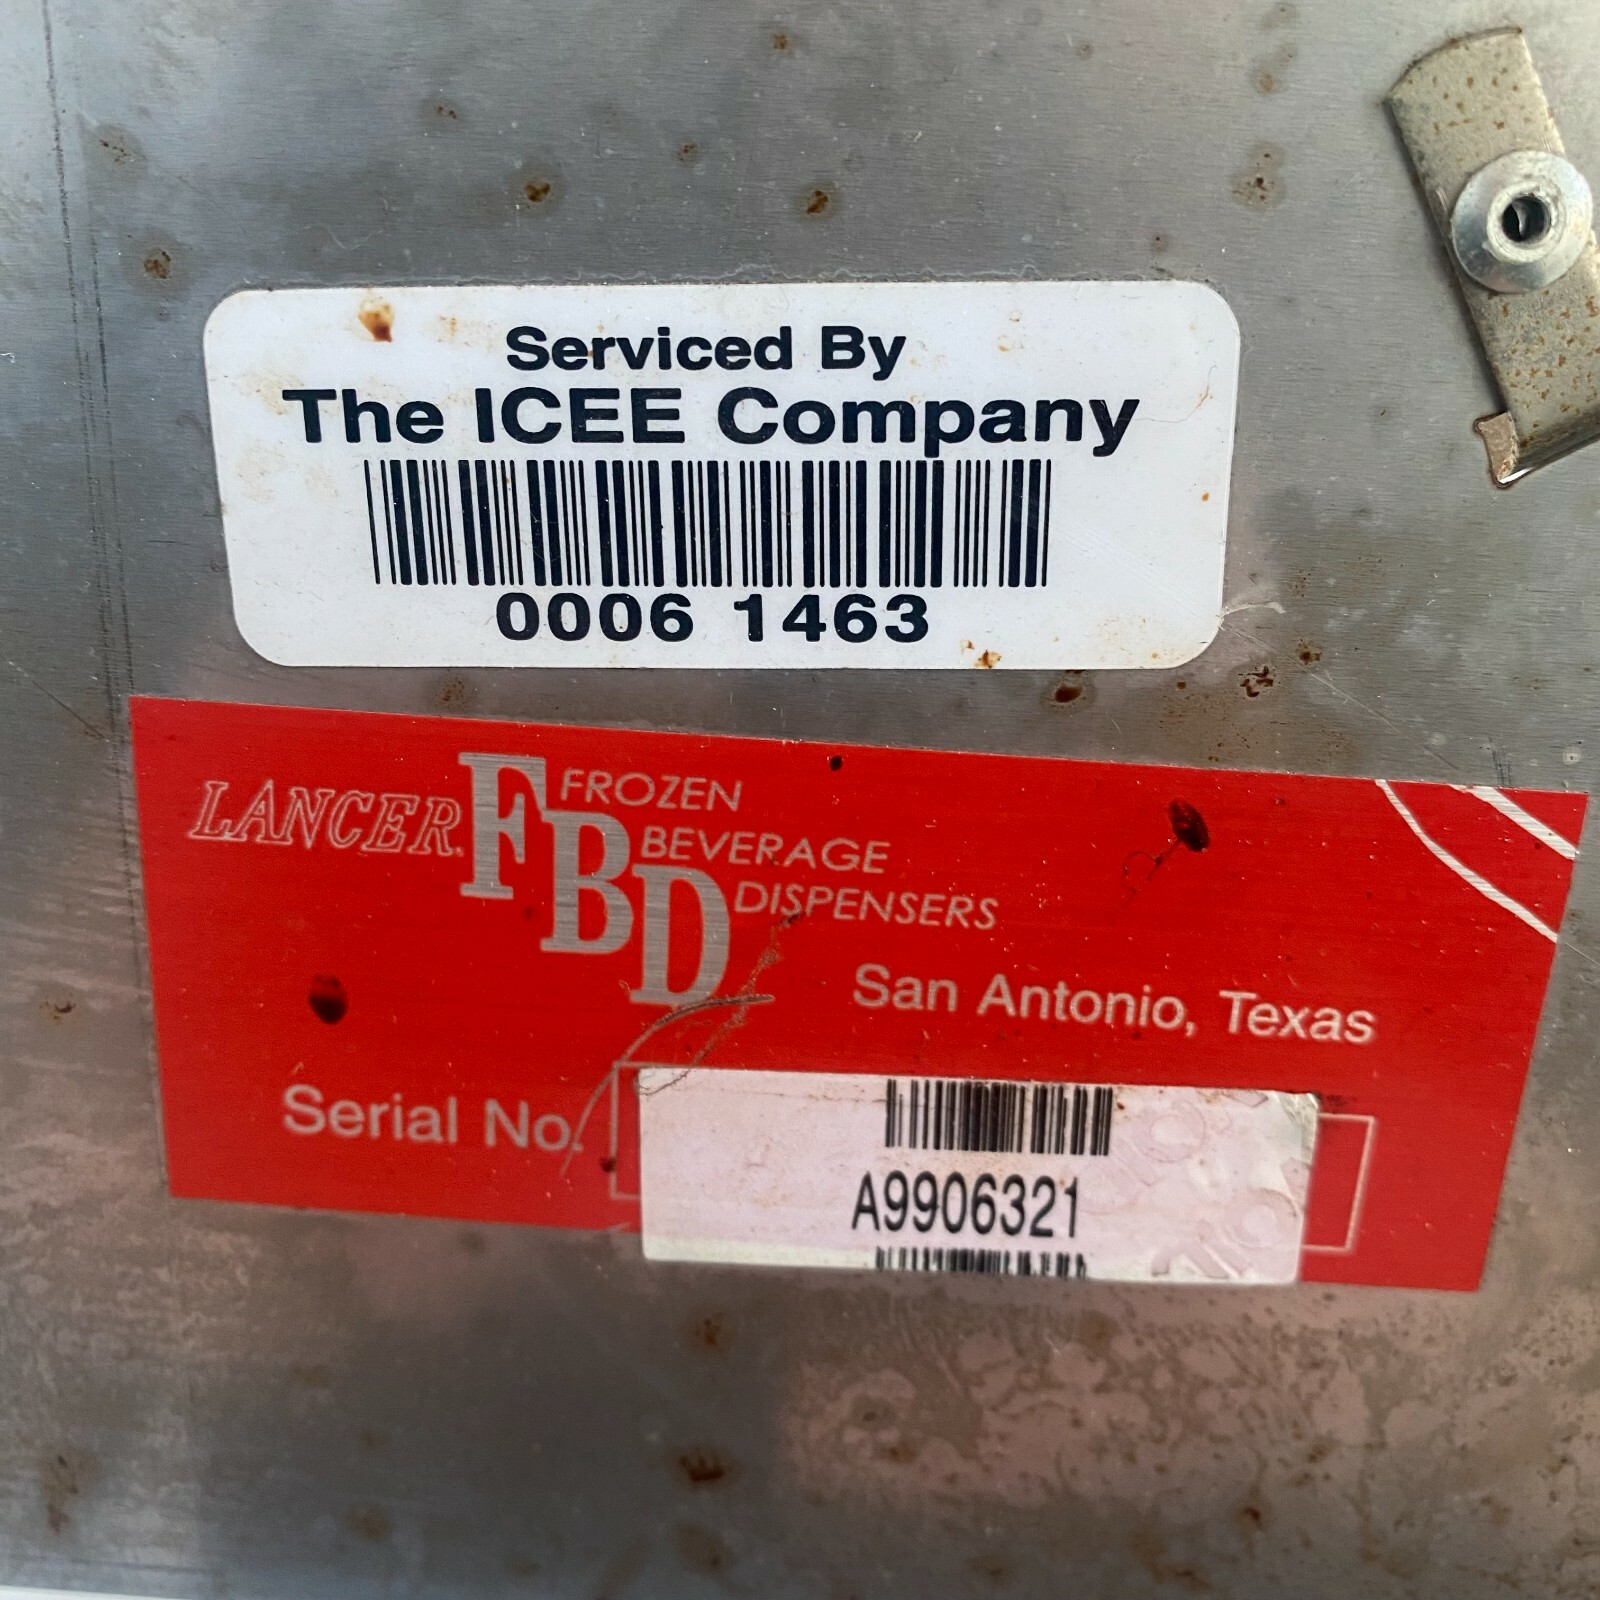 Serviced By
The ICEE Company
0006 1463
LANCER FBD FROZEN
BEVERAGE
DISPENSERS
San Antonio, Texas
Serial No.
A9906321